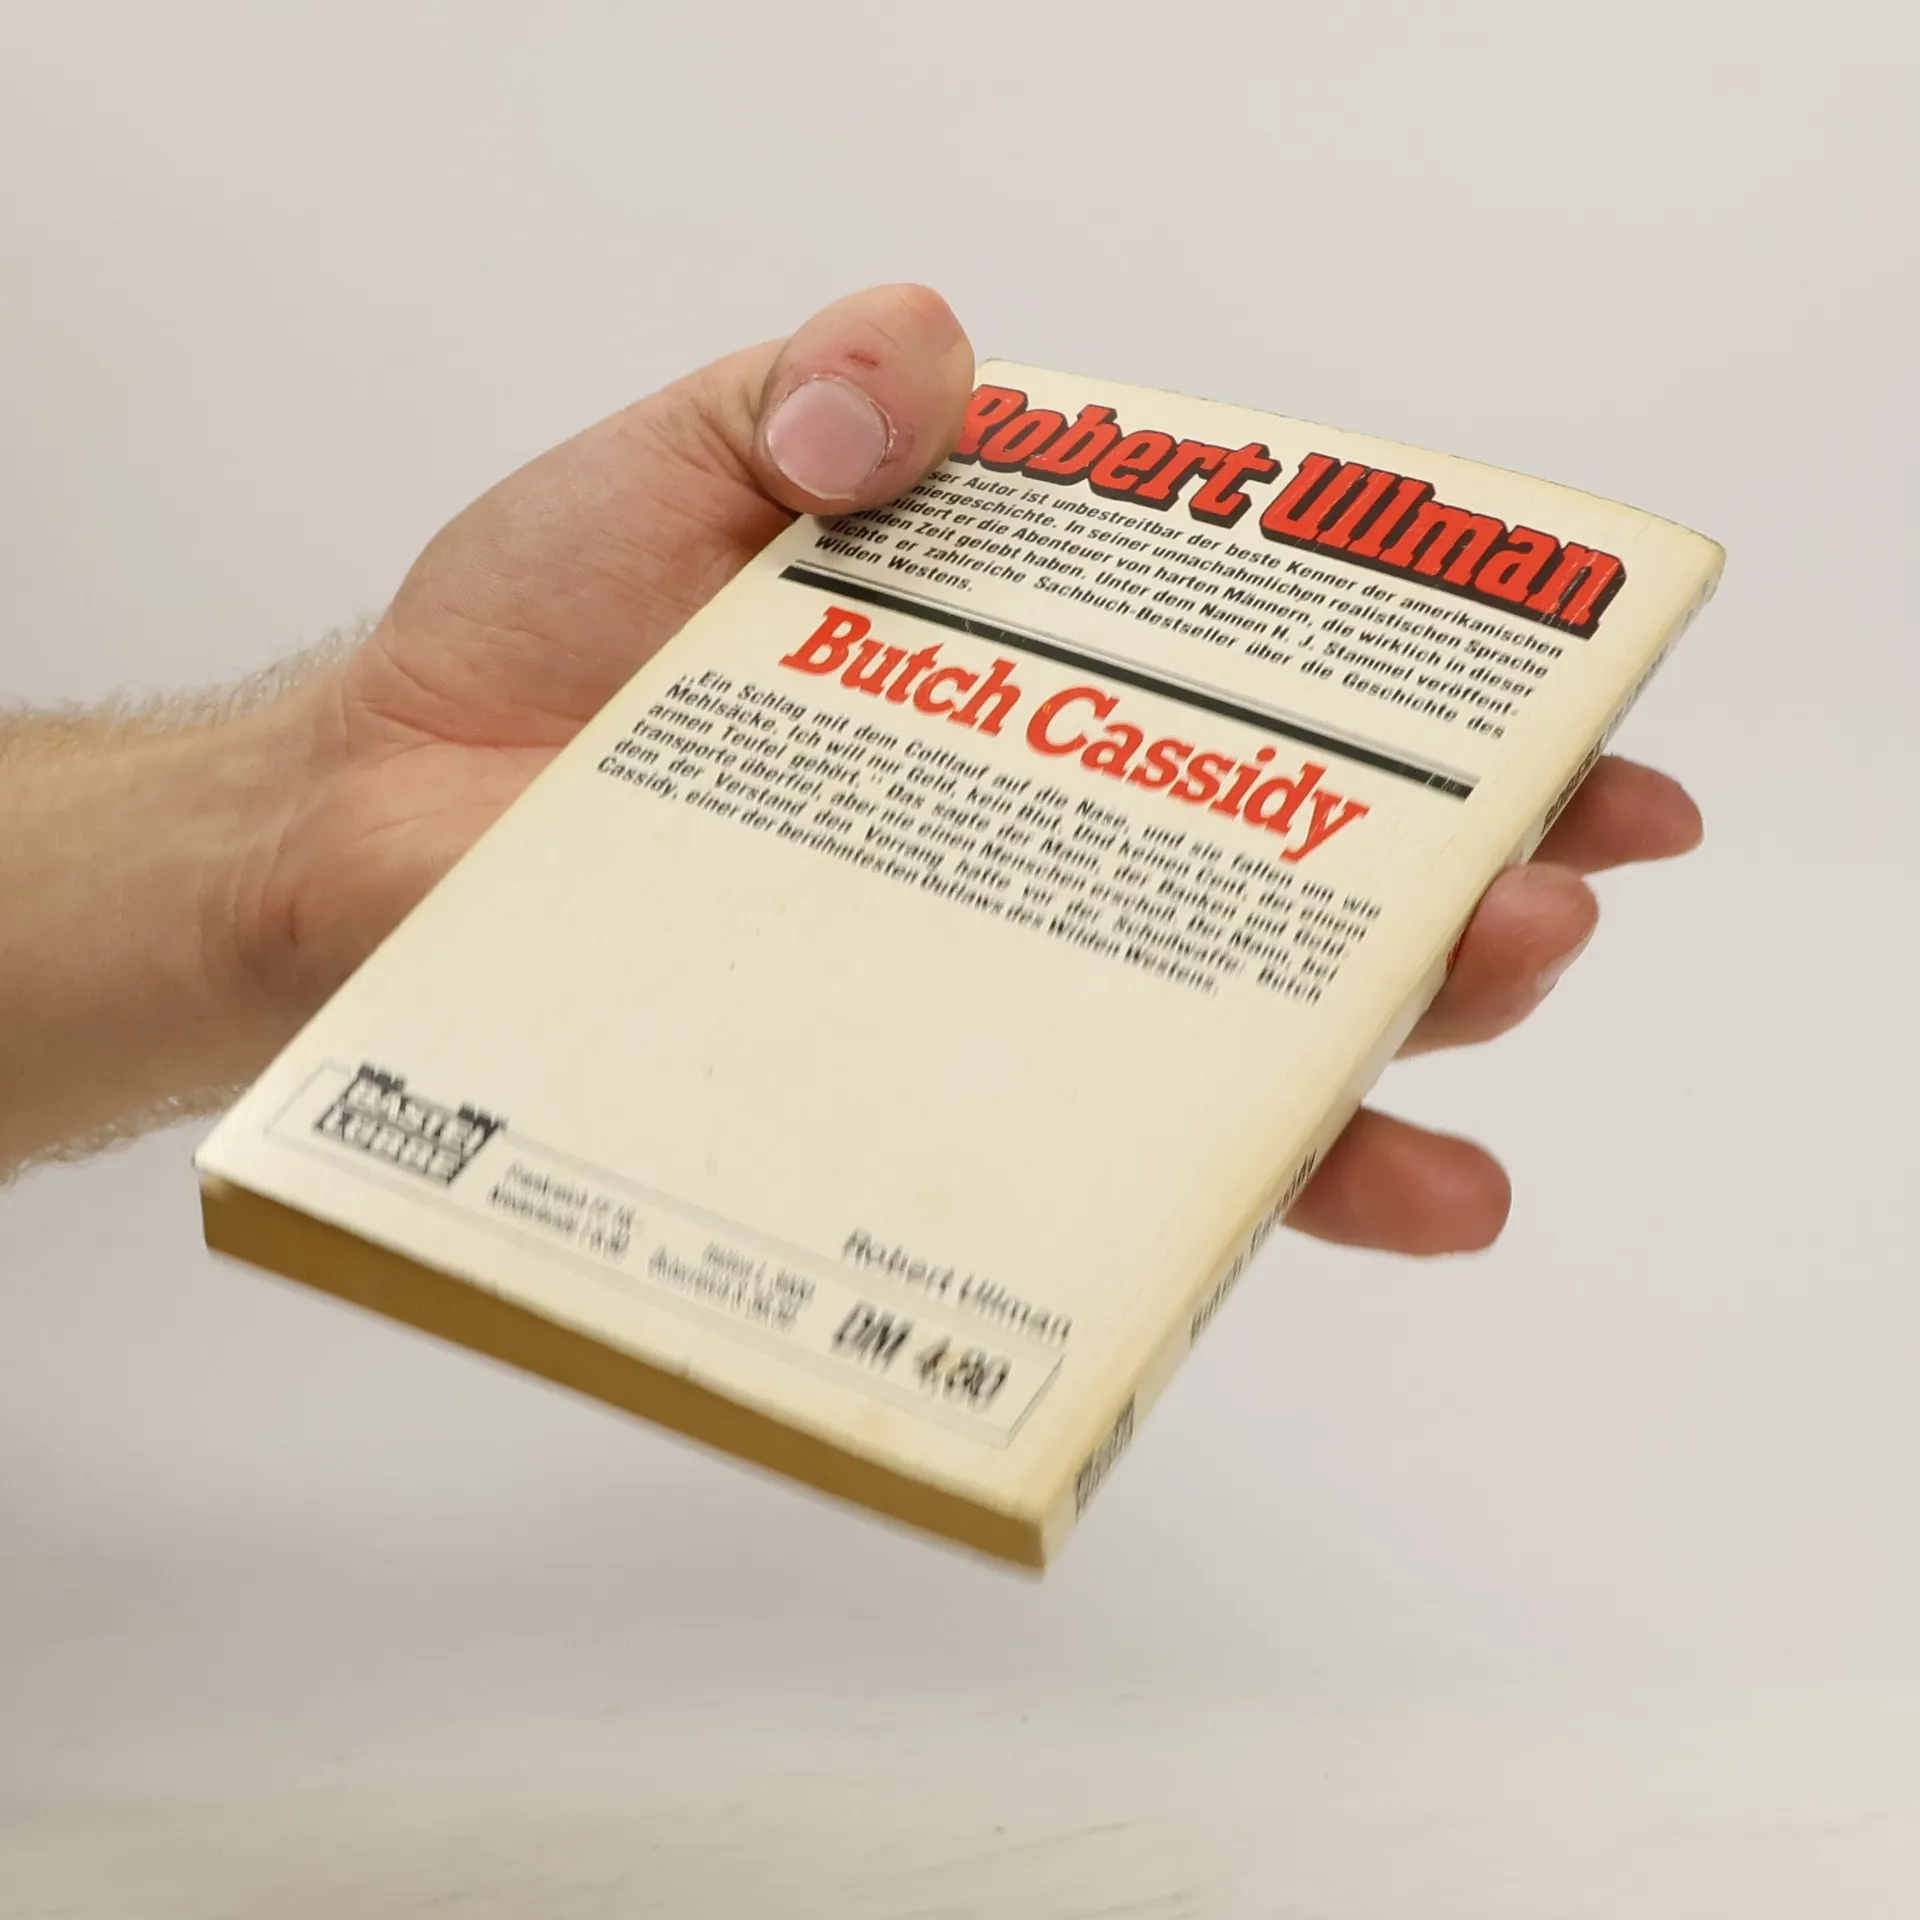 Robert Ullman
ser Autor ist unbestreitbar der beste Kenner der amerikanischen
niergeschichte. In seiner unnachahmlichen realistischen Sprache
hildert er die Abenteuer von harten Männern, die wirklich in dieser
wilden Zeit gelebt haben. Unter dem Namen H. J. Stammel veröffent-
lichte er zahlreiche Sachbuch-Bestseller über die Geschichte des
Wilden Westens.
Butch Cassidy
„Ein Schlag mit dem Coltlauf auf die Nase, und sie fallen um wie
Mehlsäcke. Ich will nur Geld, kein Blut. Und keinen Cent, der einem
armen Teufel gehört.“ Das sagte der Mann, der Banken und Geld-
transporte überfiel, aber nie einen Menschen erschoß. Der Mann, bei
dem der Verstand den Vorrang hatte vor der Schußwaffe: Butch
Cassidy, einer der berühmtesten Outlaws des Wilden Westens.
Robert Ullman
BASTEI
LÜBBE
DM 4.80
Butch Cassidy